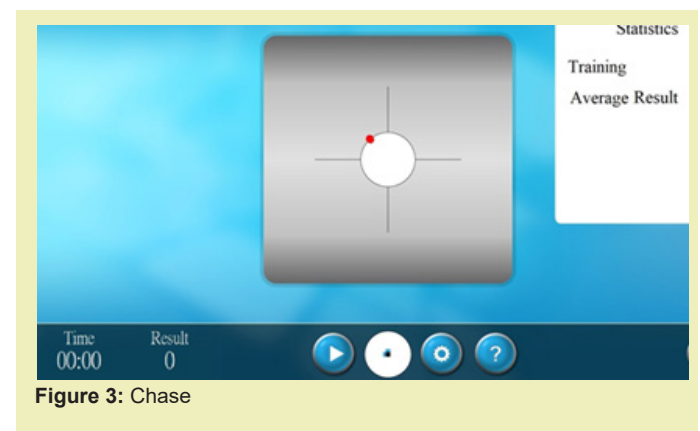 Statistics
Training
Average Result
Time
Result
00:00
0
?
Figure 3: Chase